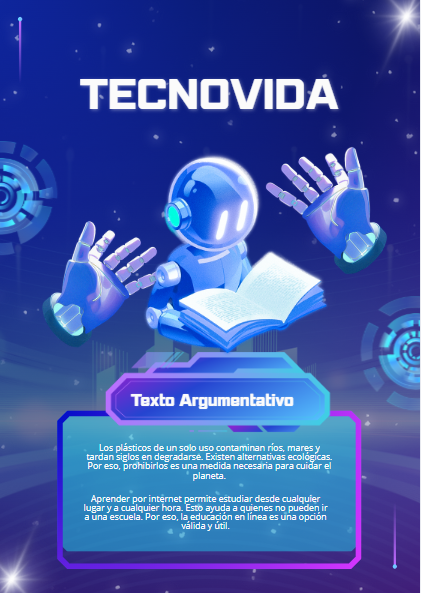 TECNOVIDA
Texto Argumentativo
Los plásticos de un solo uso contaminan ríos, mares y
tardan siglos en degradarse. Existen alternativas ecológicas.
Por eso, prohibirlos es una medida necesaria para cuidar el
planeta.
Aprender por internet permite estudiar desde cualquier
lugar y a cualquier hora. Esto ayuda a quienes no pueden ir
a una escuela. Por eso, la educación en línea es una opción
válida y útil.